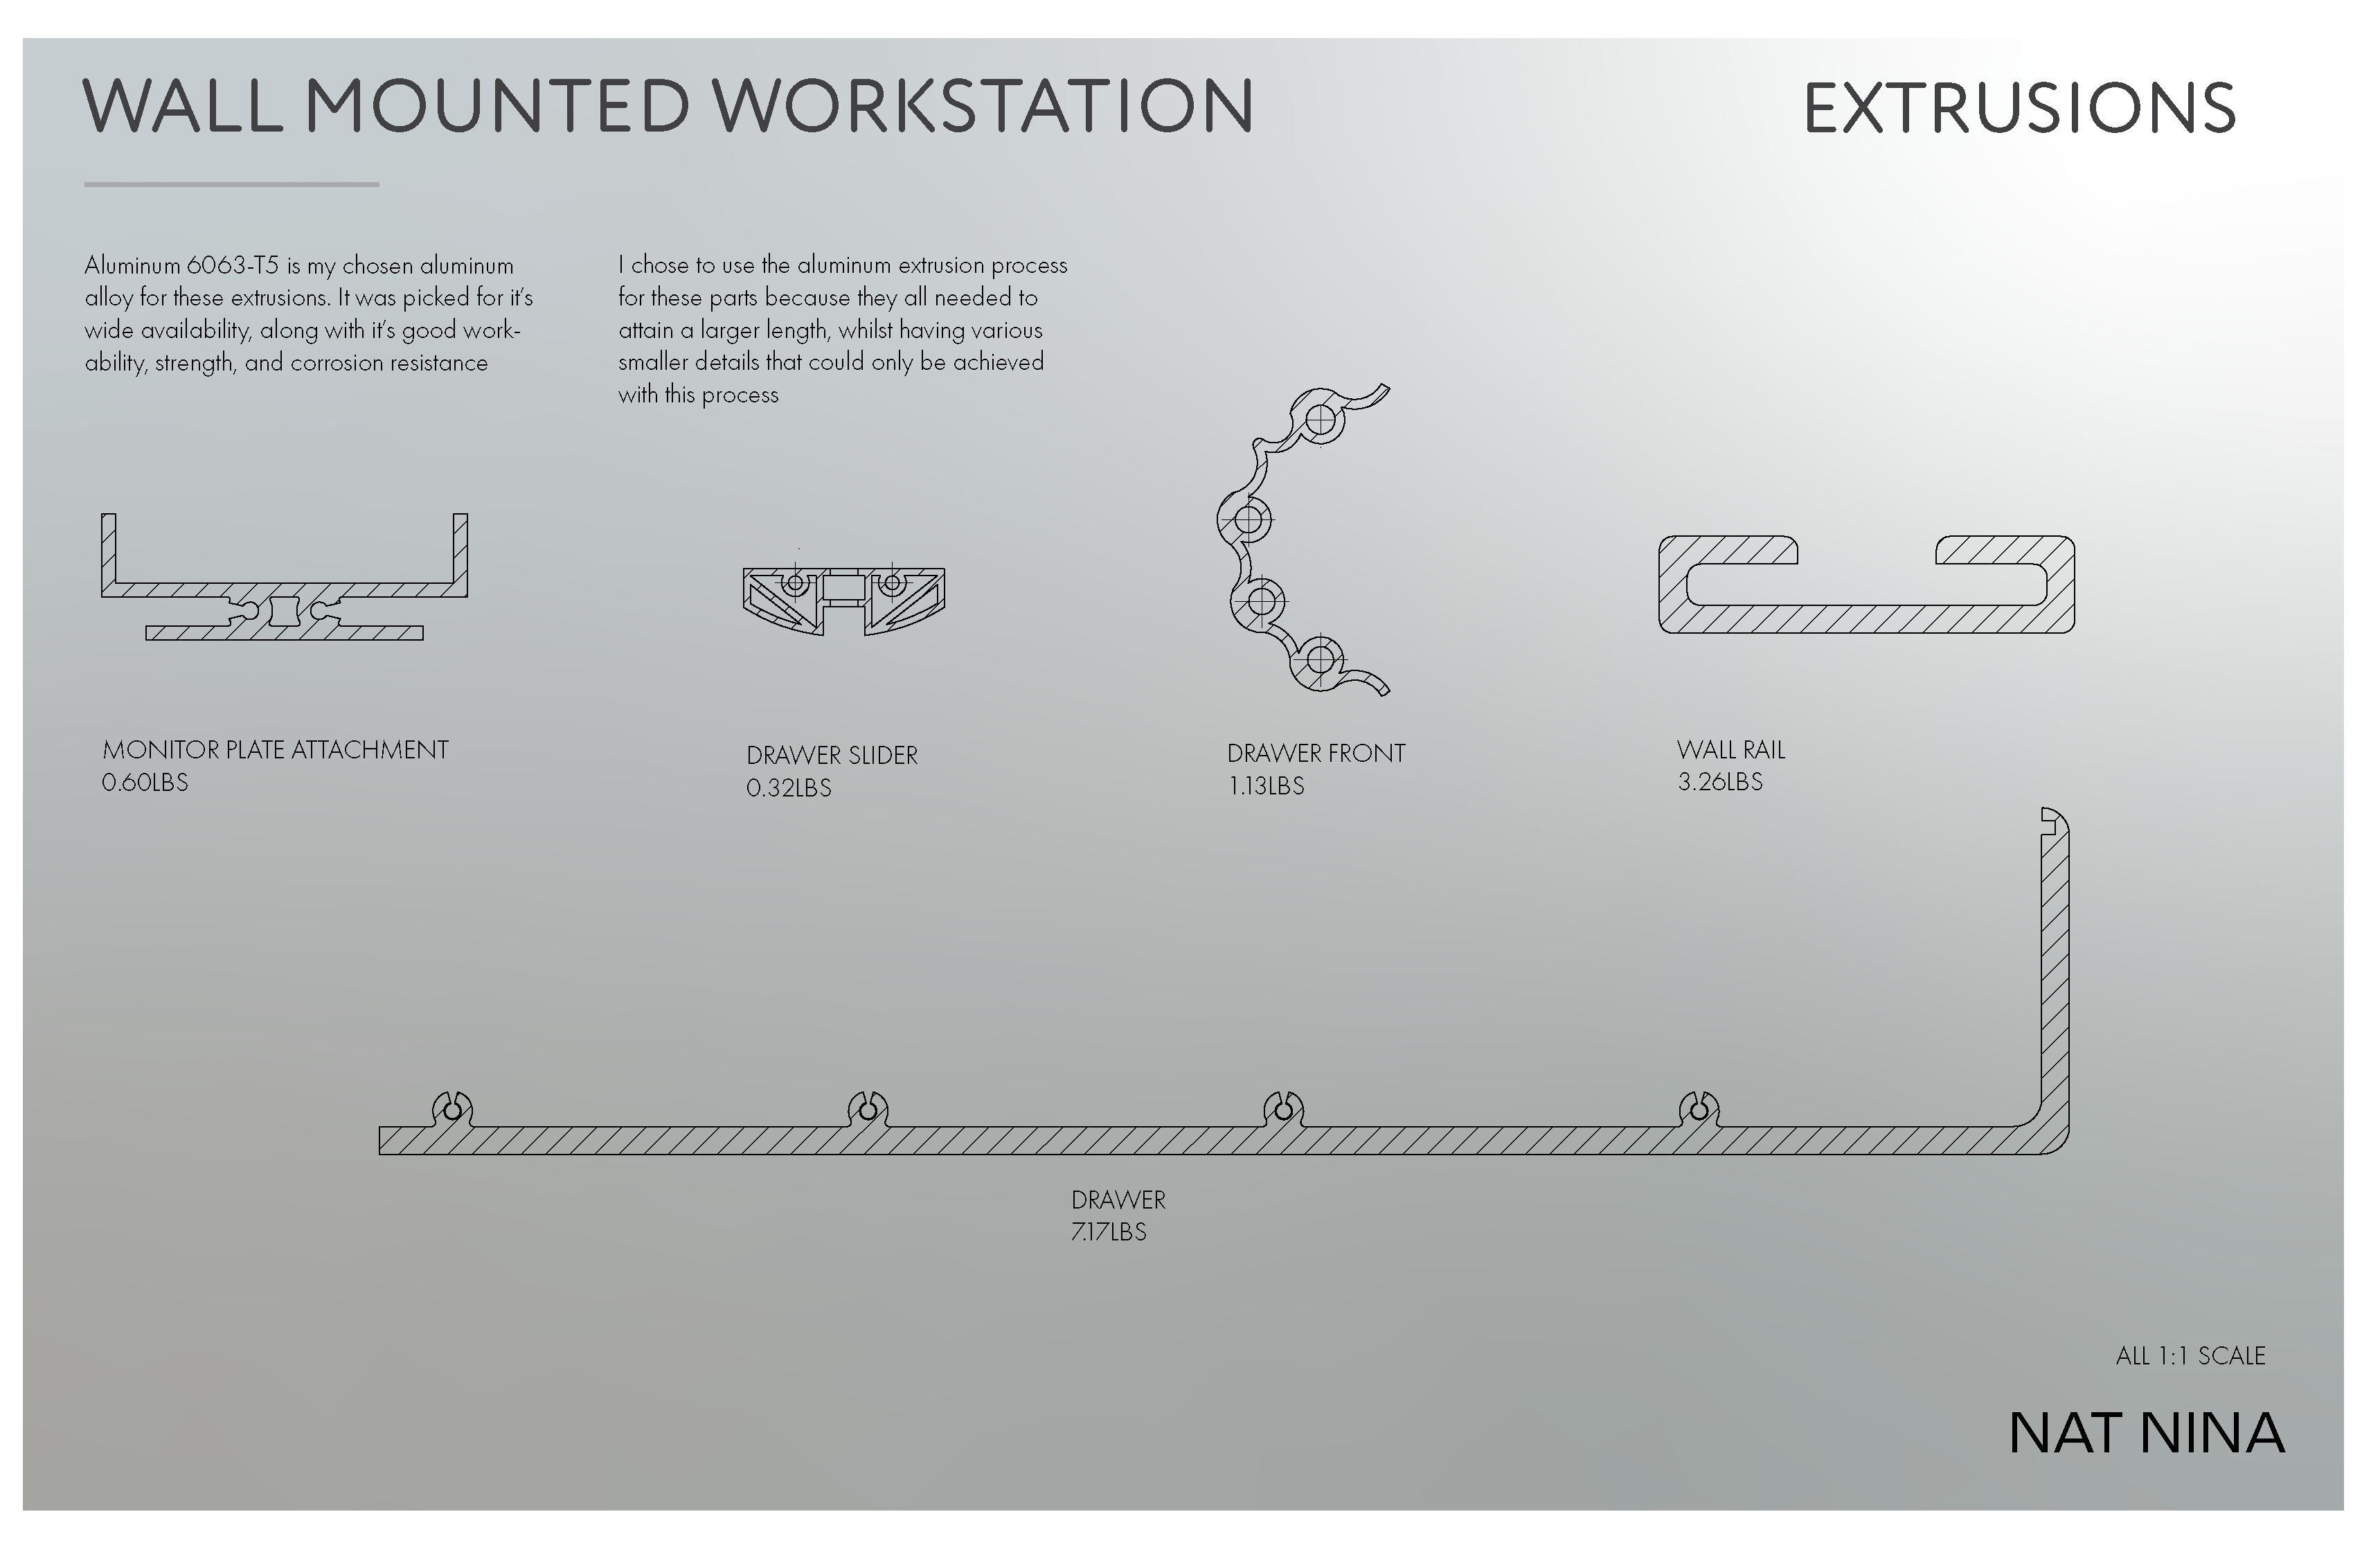 WALL MOUNTED WORKSTATION
EXTRUSIONS
Aluminum 6063-T5 is my chosen aluminum
alloy for these extrusions. It was picked for it's
wide availability, along with it's good work-
ability, strength, and corrosion resistance
I chose to use the aluminum extrusion process
for these parts because they all needed to
attain a larger length, whilst having various
smaller details that could only be achieved
with this process
MONITOR PLATE ATTACHMENT
0.60LBS
DRAWER SLIDER
0.32LBS
DRAWER FRONT
1.13LBS
WALL RAIL
3.26LBS
DRAWER
7.17LBS
ALL 1:1 SCALE
NAT NINA